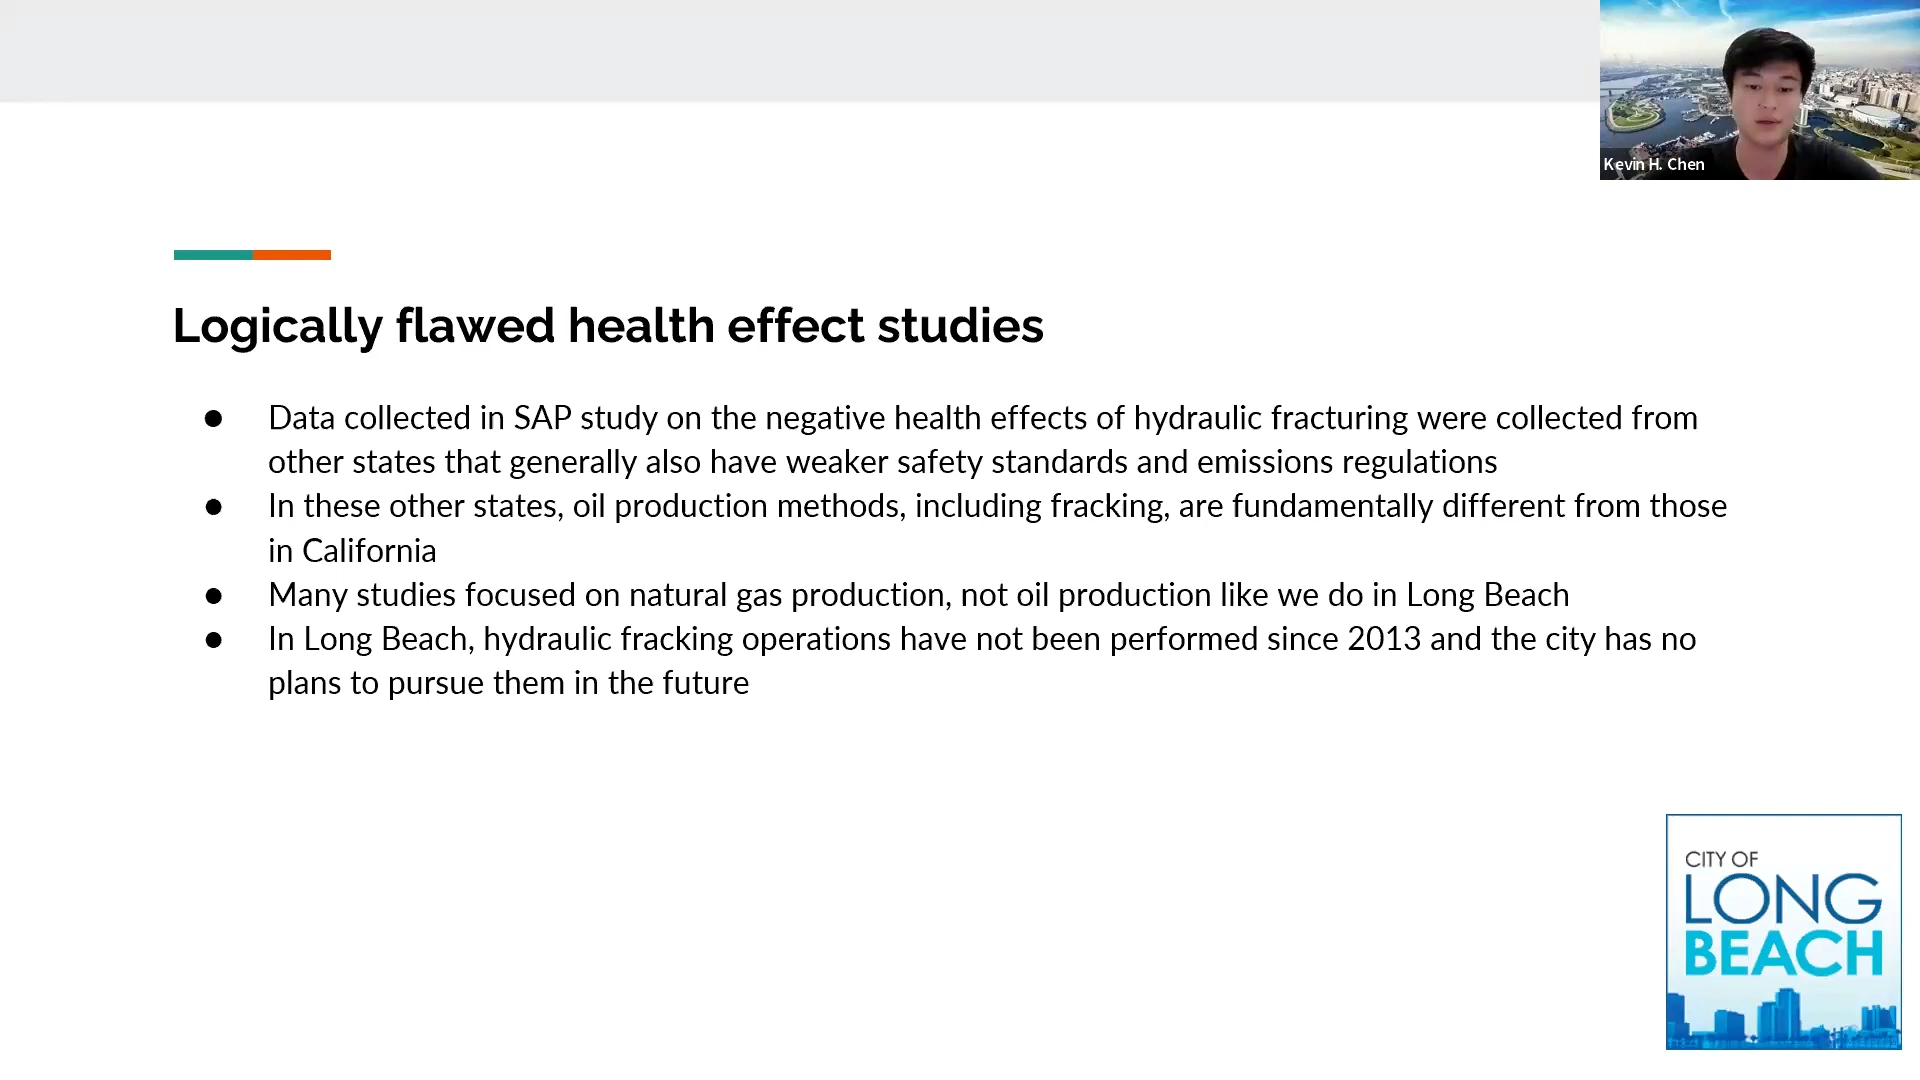 Kevin H. Chen
Logically flawed health effect studies
● Data collected in SAP study on the negative health effects of hydraulic fracturing were collected from
other states that generally also have weaker safety standards and emissions regulations
● In these other states, oil production methods, including fracking, are fundamentally different from those
in California
● Many studies focused on natural gas production, not oil production like we do in Long Beach
● In Long Beach, hydraulic fracking operations have not been performed since 2013 and the city has no
plans to pursue them in the future
CITY OF
LONG
BEACH